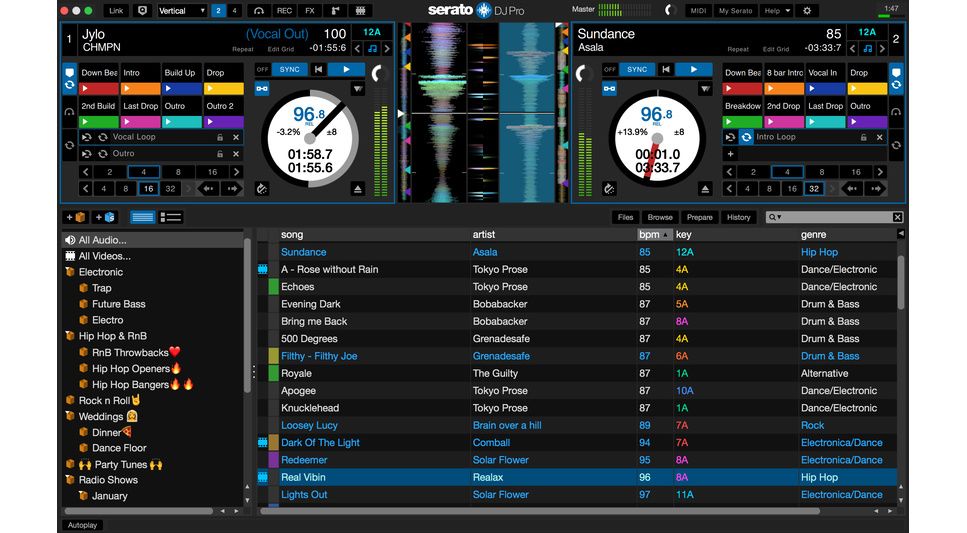 Link Vertical 2 4 REC FX serato DJ Pro Master MIDI My Serato Help 1:47
1 Jylo (Vocal Out) 100 12A
CHMPN Repeat Edit Grid -01:55:6
Sundance 85 12A 2
Asala Repeat Edit Grid -03:33:7
OFF SYNC
Down Bea Intro Build Up Drop
2nd Build Last Drop Outro Outro 2
Vocal Loop
Outro
2 4 8 16
4 8 16 32
96.8
REL
-3.2% ±8
01:58.7
01:55.6
OFF SYNC
96.8
REL
+13.9% ±8
00:01.0
03:33.7
Down Bea 8 bar Intro Vocal In Drop
Breakdown 2nd Drop Last Drop Outro
Intro Loop
2 4 8 16
4 8 16 32
Files Browse Prepare History
All Audio...
All Videos...
Electronic
Trap
Future Bass
Electro
Hip Hop & RnB
RnB Throwbacks❤️
Hip Hop Openers🔥
Hip Hop Bangers🔥🔥
Rock n Roll🤘
Weddings 👰
Dinner🍕
Dance Floor
🙌 Party Tunes 🙌
Radio Shows
January
song artist bpm key genre
Sundance Asala 85 12A Hip Hop
A - Rose without Rain Tokyo Prose 85 4A Dance/Electronic
Echoes Tokyo Prose 85 4A Dance/Electronic
Evening Dark Bobabacker 87 5A Drum & Bass
Bring me Back Bobabacker 87 8A Drum & Bass
500 Degrees Grenadesafe 87 4A Drum & Bass
Filthy - Filthy Joe Grenadesafe 87 6A Drum & Bass
Royale The Guilty 87 1A Alternative
Apogee Tokyo Prose 87 10A Dance/Electronic
Knucklehead Tokyo Prose 87 1A Dance/Electronic
Loosey Lucy Brain over a hill 89 7A Rock
Dark Of The Light Comball 94 7A Electronica/Dance
Redeemer Solar Flower 95 8A Electronica/Dance
Real Vibin Realax 96 8A Hip Hop
Lights Out Solar Flower 97 11A Electronica/Dance
Autoplay